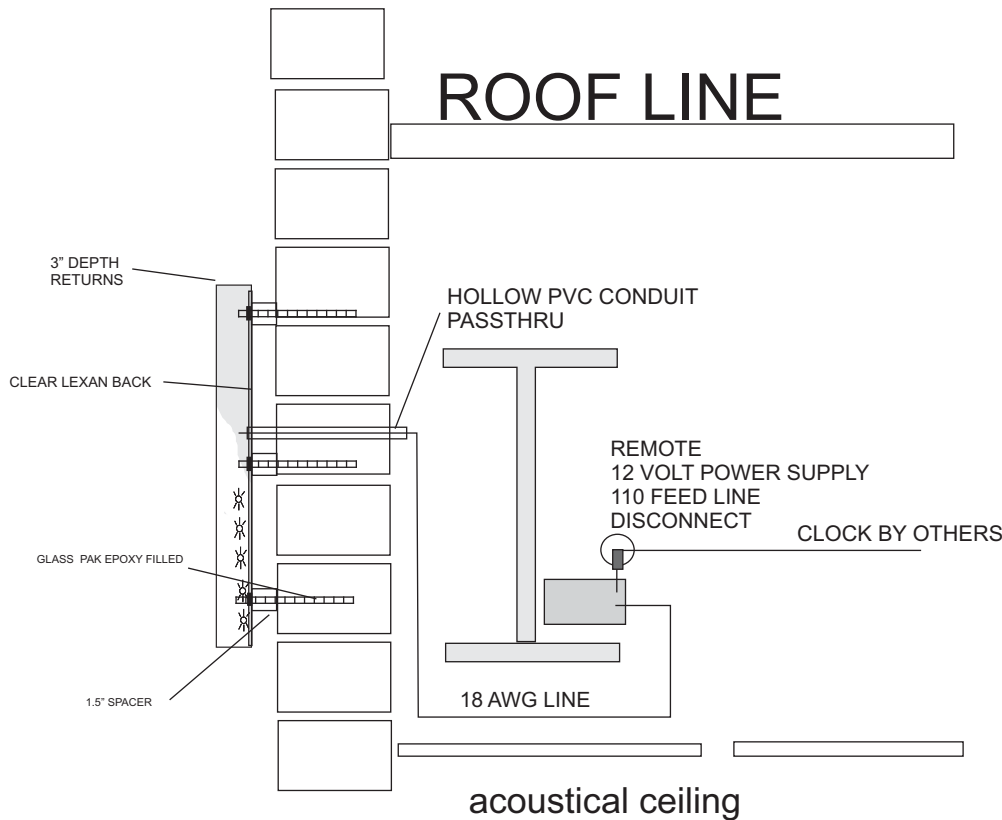 ROOF LINE
3” DEPTH
RETURNS
HOLLOW PVC CONDUIT
PASSTHRU
CLEAR LEXAN BACK
REMOTE
12 VOLT POWER SUPPLY
110 FEED LINE
DISCONNECT
CLOCK BY OTHERS
GLASS PAK EPOXY FILLED
1.5” SPACER
18 AWG LINE
acoustical ceiling